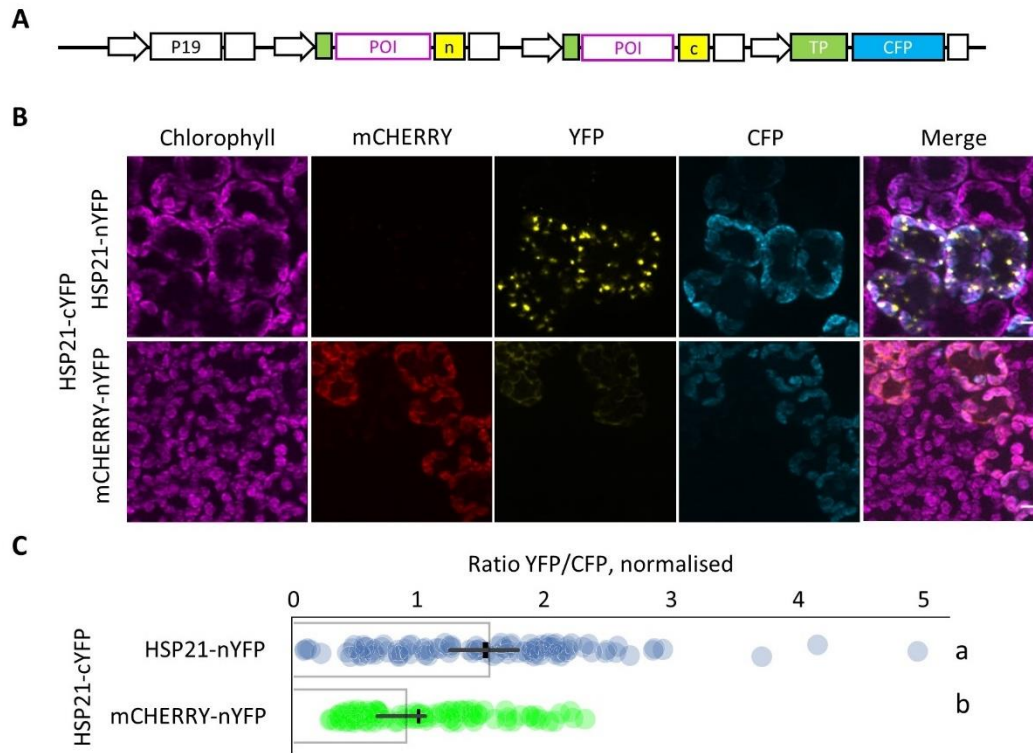 A
P19 POI n POI c TP CFP
B
Chlorophyll mCHERRY YFP CFP Merge
HSP21-cYFP
HSP21-nYFP
mCHERRY-nYFP
C
Ratio YFP/CFP, normalised
0 1 2 3 4 5
HSP21-cYFP
HSP21-nYFP a
mCHERRY-nYFP b